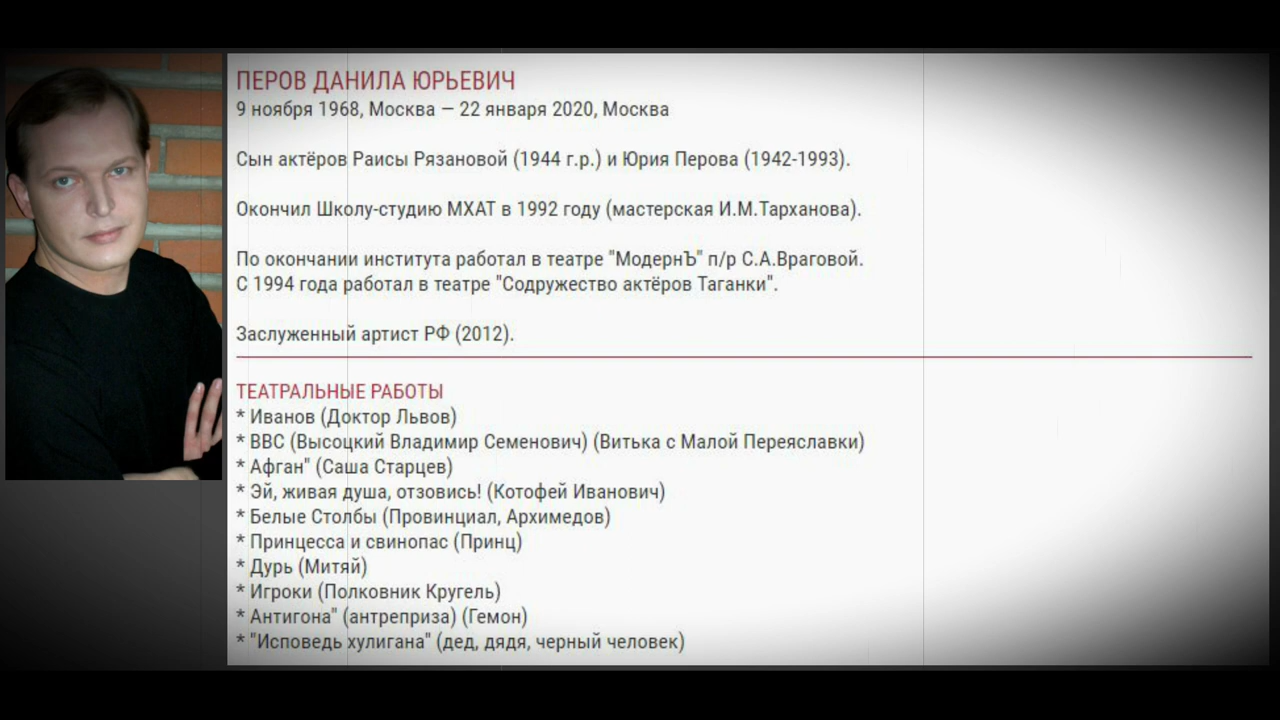 ПЕРОВ ДАНИЛА ЮРЬЕВИЧ
9 ноября 1968, Москва — 22 января 2020, Москва
Сын актёров Раисы Рязановой (1944 г.р.) и Юрия Перова (1942-1993).
Окончил Школу-студию МХАТ в 1992 году (мастерская И.М.Тарханова).
По окончании института работал в театре "МодернЪ" п/р С.А.Враговой.
С 1994 года работал в театре "Содружество актёров Таганки".
Заслуженный артист РФ (2012).
ТЕАТРАЛЬНЫЕ РАБОТЫ
* Иванов (Доктор Львов)
* ВВС (Высоцкий Владимир Семенович) (Витька с Малой Переяславки)
* Афган" (Саша Старцев)
* Эй, живая душа, отзовись! (Котофей Иванович)
* Белые Столбы (Провинциал, Архимедов)
* Принцесса и свинопас (Принц)
* Дурь (Митяй)
* Игроки (Полковник Кругель)
* Антигона" (антреприза) (Гемон)
* "Исповедь хулигана" (дед, дядя, черный человек)